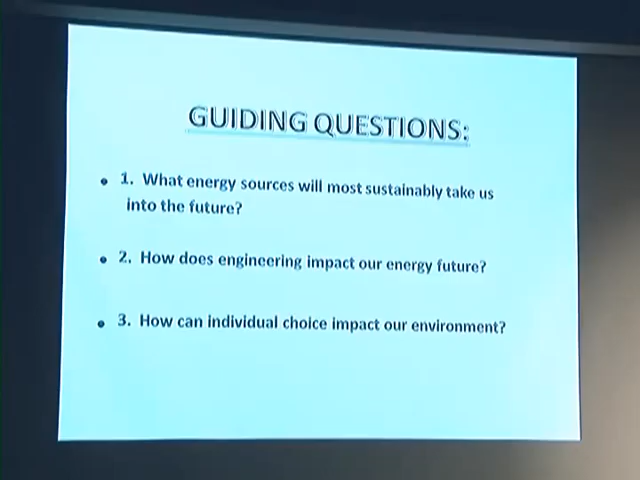 GUIDING QUESTIONS:
• 1. What energy sources will most sustainably take us
into the future?
• 2. How does engineering impact our energy future?
• 3. How can individual choice impact our environment?